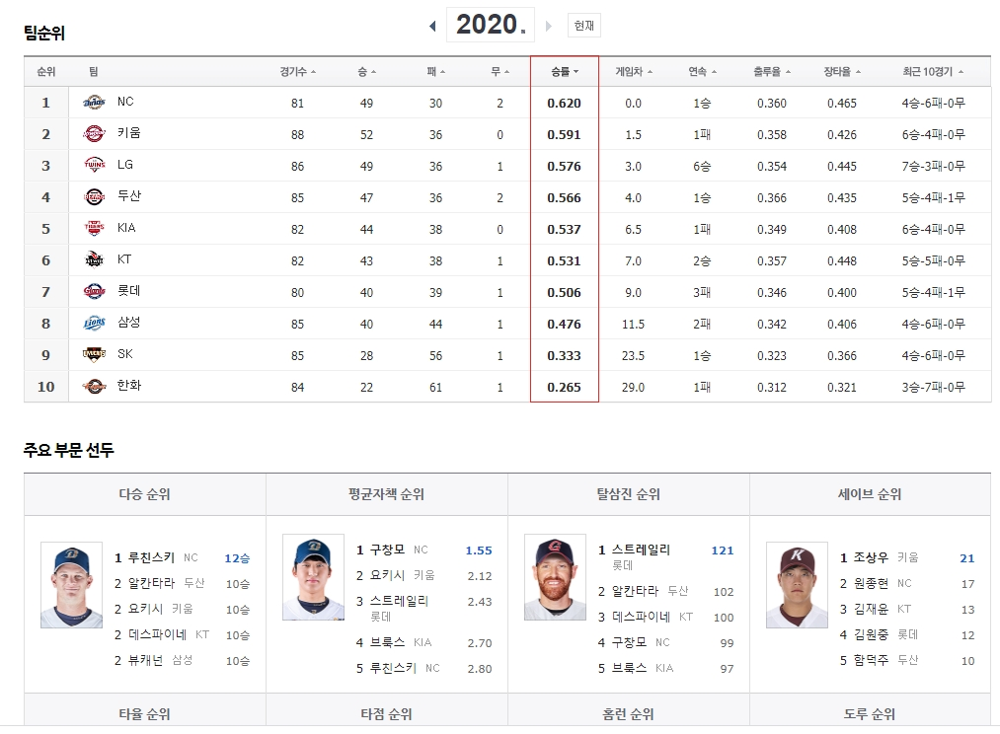 팀순위
2020.
현재
순위 팀 경기수 승 패 무 승률 게임차 연속 출루율 장타율 최근 10경기
1 NC 81 49 30 2 0.620 0.0 1승 0.360 0.465 4승-6패-0무
2 키움 88 52 36 0 0.591 1.5 1패 0.358 0.426 6승-4패-0무
3 LG 86 49 36 1 0.576 3.0 6승 0.354 0.445 7승-3패-0무
4 두산 85 47 36 2 0.566 4.0 1승 0.366 0.435 5승-4패-1무
5 KIA 82 44 38 0 0.537 6.5 1패 0.349 0.408 6승-4패-0무
6 KT 82 43 38 1 0.531 7.0 2승 0.357 0.448 5승-5패-0무
7 롯데 80 40 39 1 0.506 9.0 3패 0.346 0.400 5승-4패-1무
8 삼성 85 40 44 1 0.476 11.5 2패 0.342 0.406 4승-6패-0무
9 SK 85 28 56 1 0.333 23.5 1승 0.323 0.366 4승-6패-0무
10 한화 84 22 61 1 0.265 29.0 1패 0.312 0.321 3승-7패-0무
주요 부문 선두
다승 순위
1 루친스키 NC 12승
2 알칸타라 두산 10승
2 요키시 키움 10승
2 데스파이네 KT 10승
2 뷰캐넌 삼성 10승
평균자책 순위
1 구창모 NC 1.55
2 요키시 키움 2.12
3 스트레일리 2.43
롯데
4 브룩스 KIA 2.70
5 루친스키 NC 2.80
탈삼진 순위
1 스트레일리 121
롯데
2 알칸타라 두산 102
3 데스파이네 KT 100
4 구창모 NC 99
5 브룩스 KIA 97
세이브 순위
1 조상우 키움 21
2 원종현 NC 17
3 김재윤 KT 13
4 김원중 롯데 12
5 함덕주 두산 10
타율 순위
타점 순위
홈런 순위
도루 순위